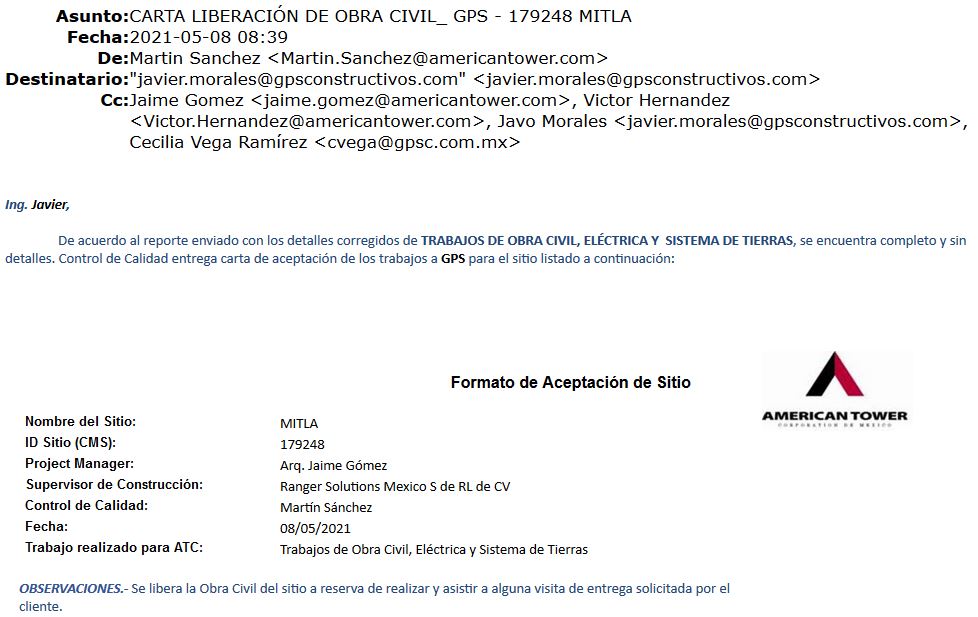 Asunto:CARTA LIBERACIÓN DE OBRA CIVIL_ GPS - 179248 MITLA
Fecha:2021-05-08 08:39
De:Martin Sanchez <Martin.Sanchez@americantower.com>
Destinatario:"javier.morales@gpsconstructivos.com" <javier.morales@gpsconstructivos.com>
Cc:Jaime Gomez <jaime.gomez@americantower.com>, Victor Hernandez
<Victor.Hernandez@americantower.com>, Javo Morales <javier.morales@gpsconstructivos.com>,
Cecilia Vega Ramírez <cvega@gpsc.com.mx>
Ing. Javier,
De acuerdo al reporte enviado con los detalles corregidos de TRABAJOS DE OBRA CIVIL, ELÉCTRICA Y SISTEMA DE TIERRAS, se encuentra completo y sin
detalles. Control de Calidad entrega carta de aceptación de los trabajos a GPS para el sitio listado a continuación:
Formato de Aceptación de Sitio
AMERICAN TOWER
CORPORATION DE MEXICO
Nombre del Sitio: MITLA
ID Sitio (CMS): 179248
Project Manager: Arq. Jaime Gómez
Supervisor de Construcción: Ranger Solutions Mexico S de RL de CV
Control de Calidad: Martín Sánchez
Fecha: 08/05/2021
Trabajo realizado para ATC: Trabajos de Obra Civil, Eléctrica y Sistema de Tierras
OBSERVACIONES.- Se libera la Obra Civil del sitio a reserva de realizar y asistir a alguna visita de entrega solicitada por el
cliente.